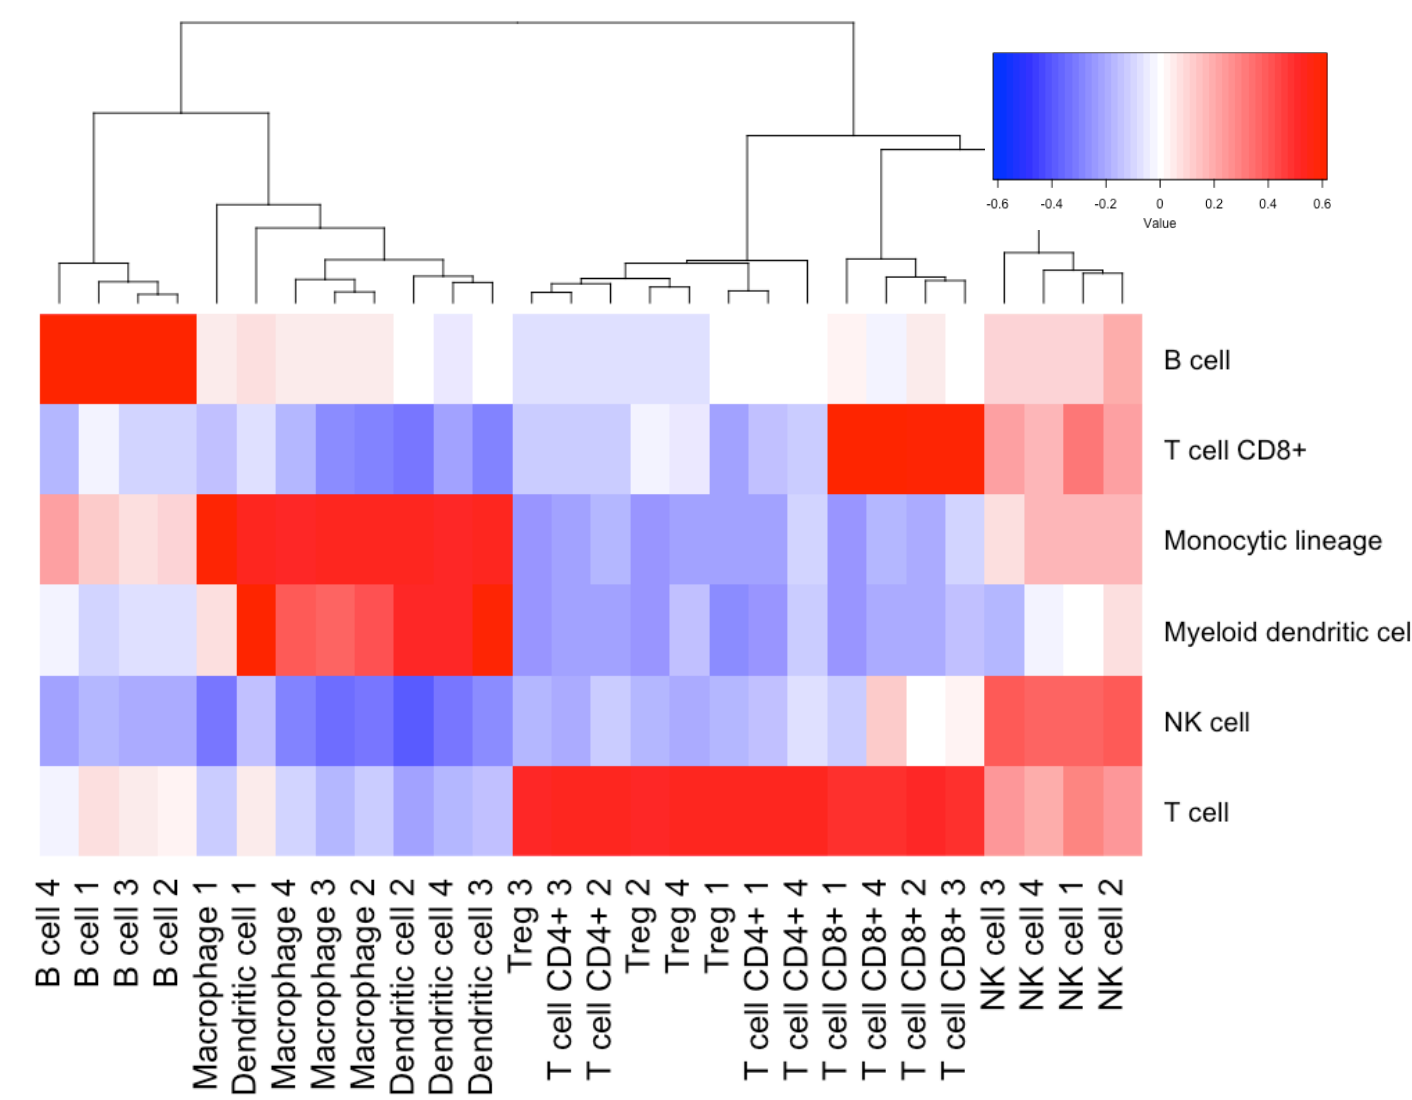 -0.6 -0.4 -0.2 0 0.2 0.4 0.6
Value
B cell
T cell CD8+
Monocytic lineage
Myeloid dendritic cel
NK cell
T cell
B cell 4
B cell 1
B cell 3
B cell 2
Macrophage 1
Dendritic cell 1
Macrophage 4
Macrophage 3
Macrophage 2
Dendritic cell 2
Dendritic cell 4
Dendritic cell 3
Treg 3
T cell CD4+ 3
T cell CD4+ 2
Treg 2
Treg 4
Treg 1
T cell CD4+ 1
T cell CD4+ 4
T cell CD8+ 1
T cell CD8+ 4
T cell CD8+ 2
T cell CD8+ 3
NK cell 3
NK cell 4
NK cell 1
NK cell 2